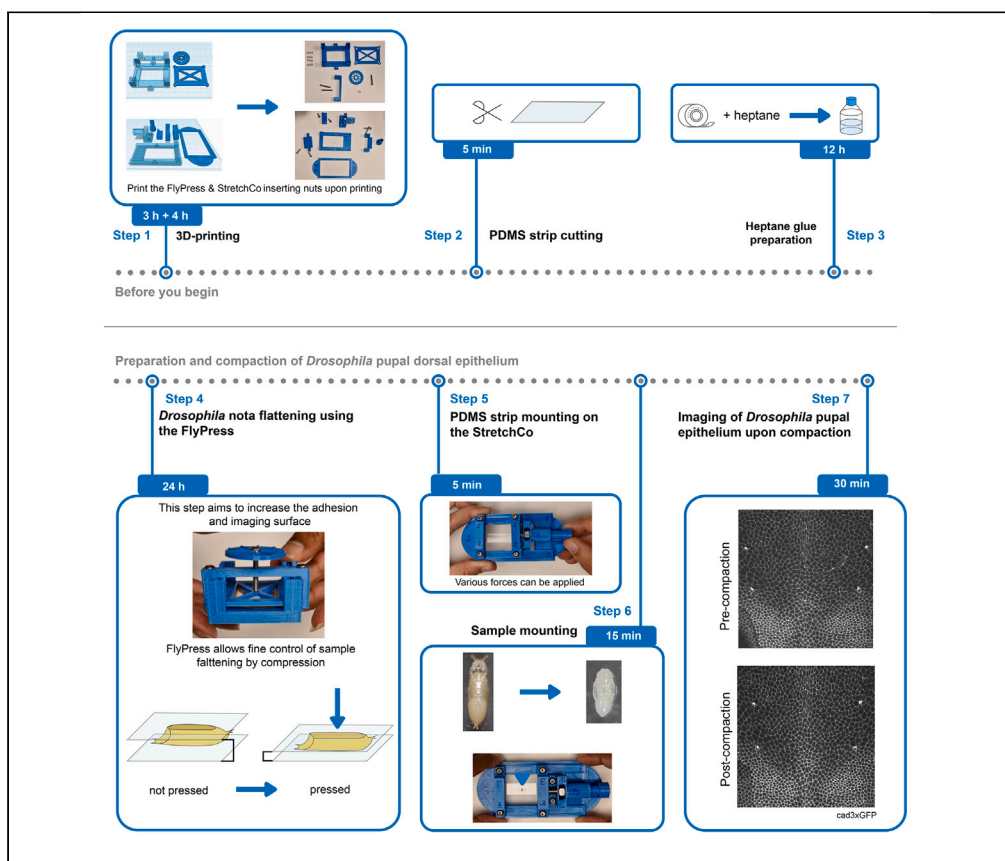 Print the FlyPress & StretchCo inserting nuts upon printing
3 h + 4 h
Step 1
3D-printing
5 min
Step 2
PDMS strip cutting
+ heptane
12 h
Heptane glue
preparation
Step 3
Before you begin
Preparation and compaction of Drosophila pupal dorsal epithelium
Step 4
Drosophila nota flattening using
the FlyPress
24 h
This step aims to increase the adhesion
and imaging surface
FlyPress allows fine control of sample
falttening by compression
not pressed
pressed
Step 5
PDMS strip mounting on
the StretchCo
5 min
Various forces can be applied
Step 6
Sample mounting
15 min
Step 7
Imaging of Drosophila pupal
epithelium upon compaction
30 min
Pre-compaction
Post-compaction
cad3xGFP